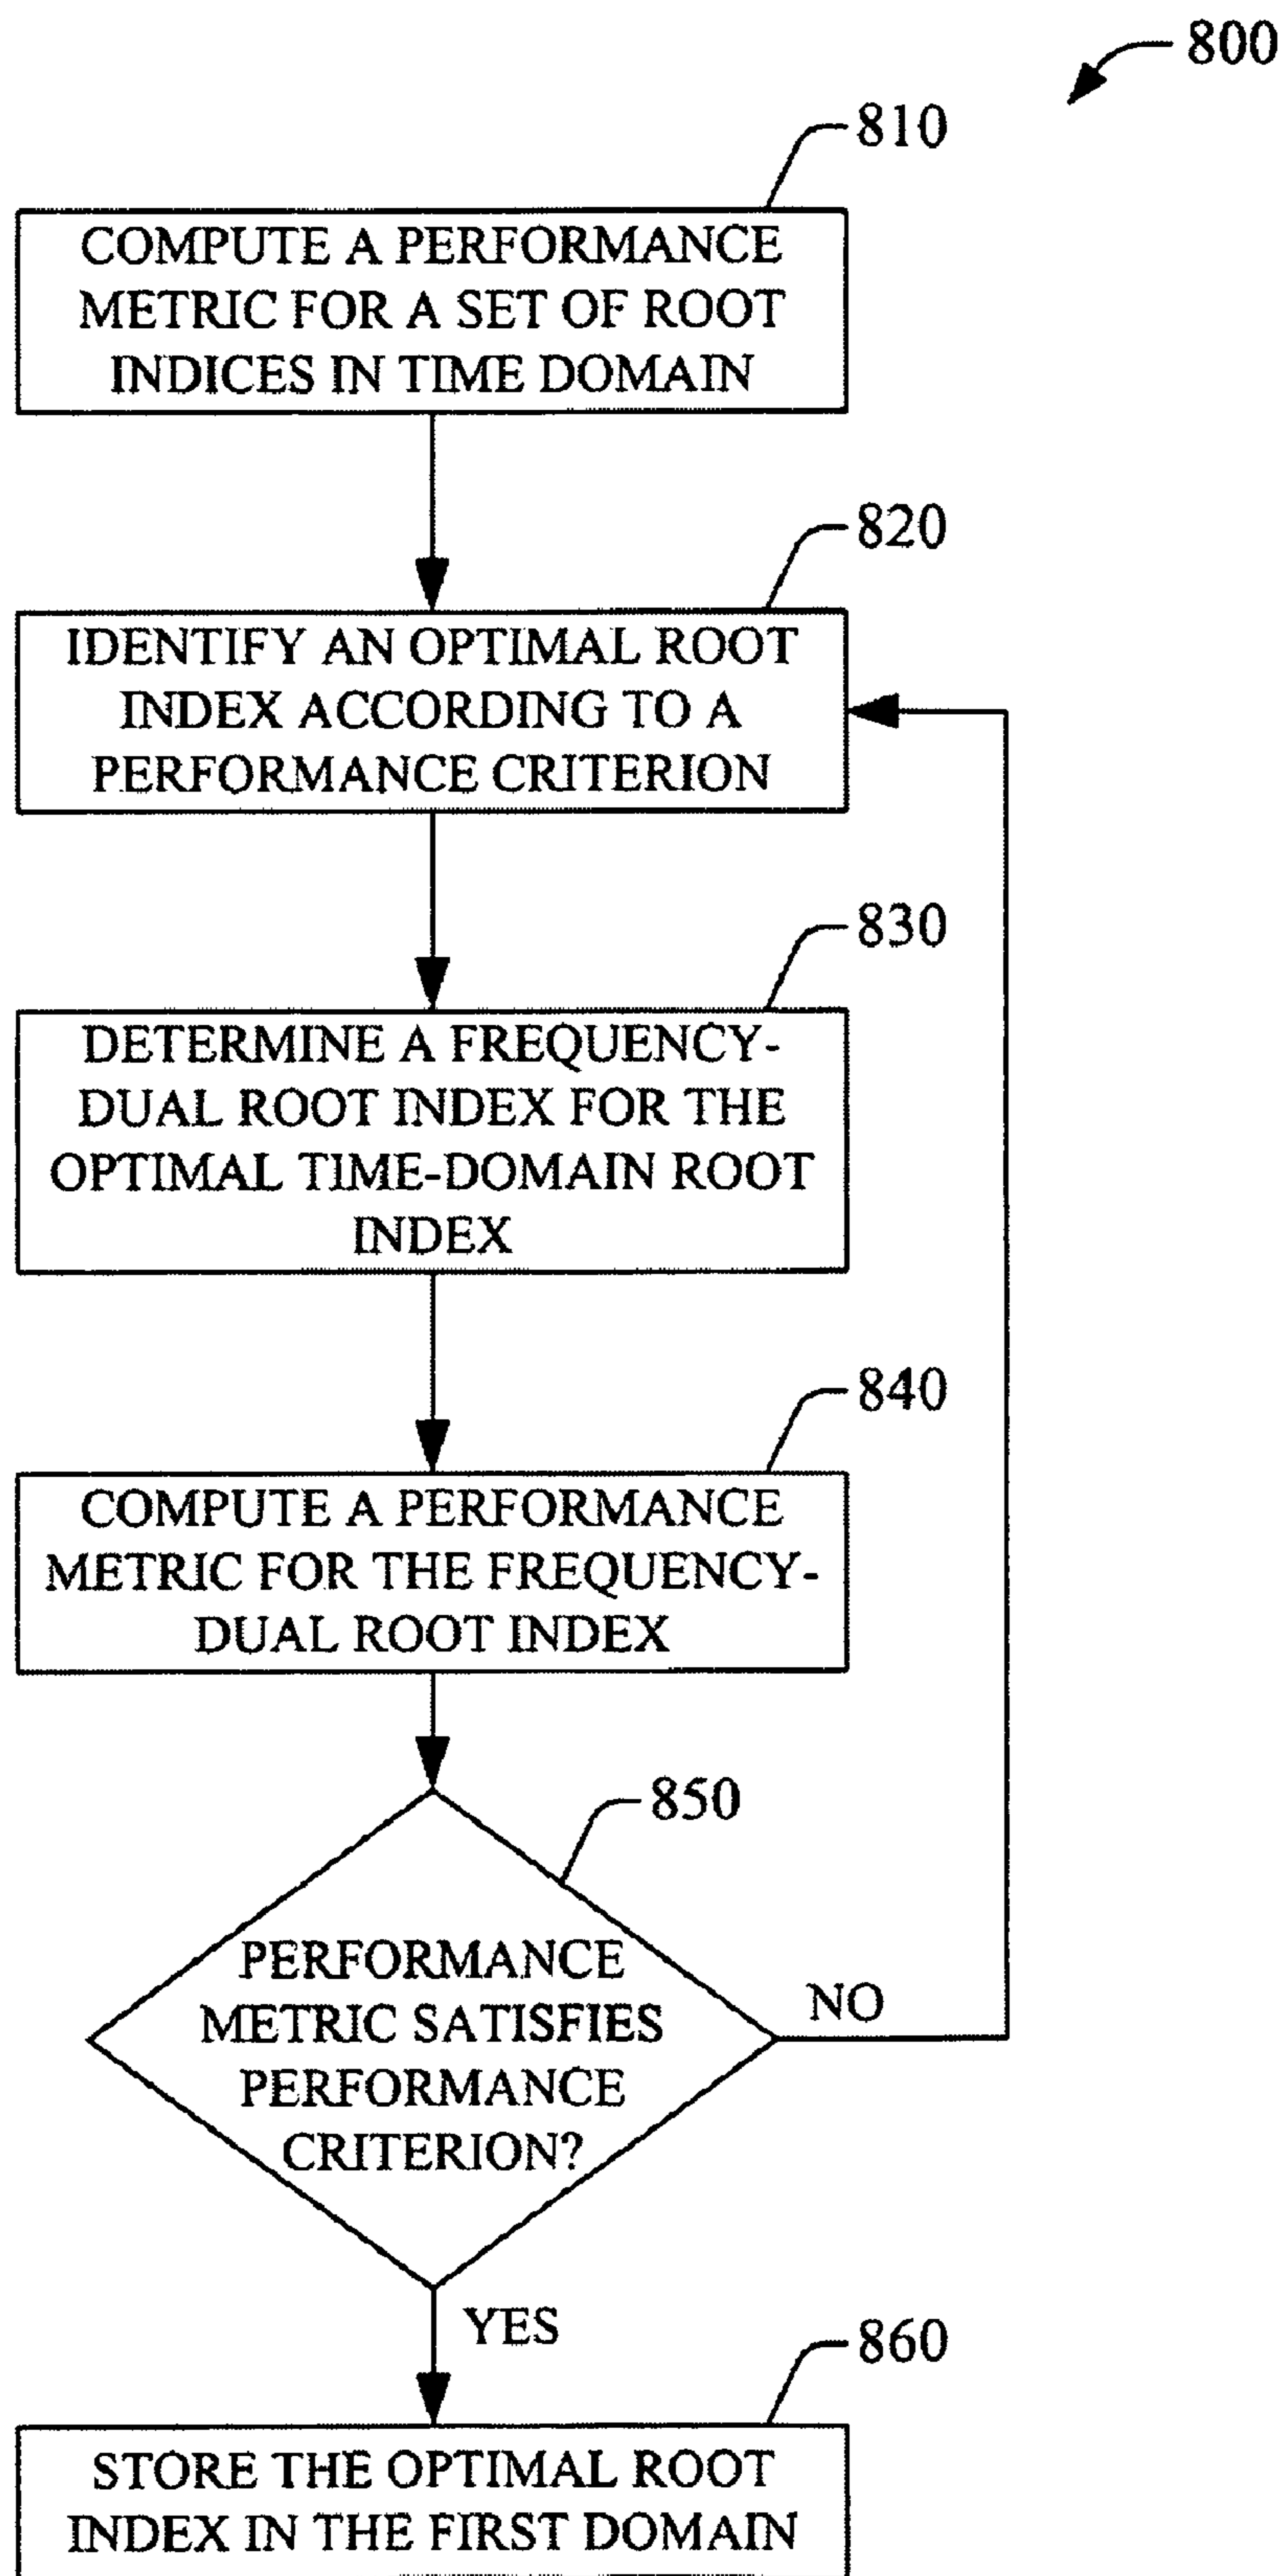 800
810
COMPUTE A PERFORMANCE
METRIC FOR A SET OF ROOT
INDICES IN TIME DOMAIN
820
IDENTIFY AN OPTIMAL ROOT
INDEX ACCORDING TO A
PERFORMANCE CRITERION
830
DETERMINE A FREQUENCY-
DUAL ROOT INDEX FOR THE
OPTIMAL TIME-DOMAIN ROOT
INDEX
840
COMPUTE A PERFORMANCE
METRIC FOR THE FREQUENCY-
DUAL ROOT INDEX
850
PERFORMANCE
METRIC SATISFIES
PERFORMANCE
CRITERION?
NO
YES
860
STORE THE OPTIMAL ROOT
INDEX IN THE FIRST DOMAIN